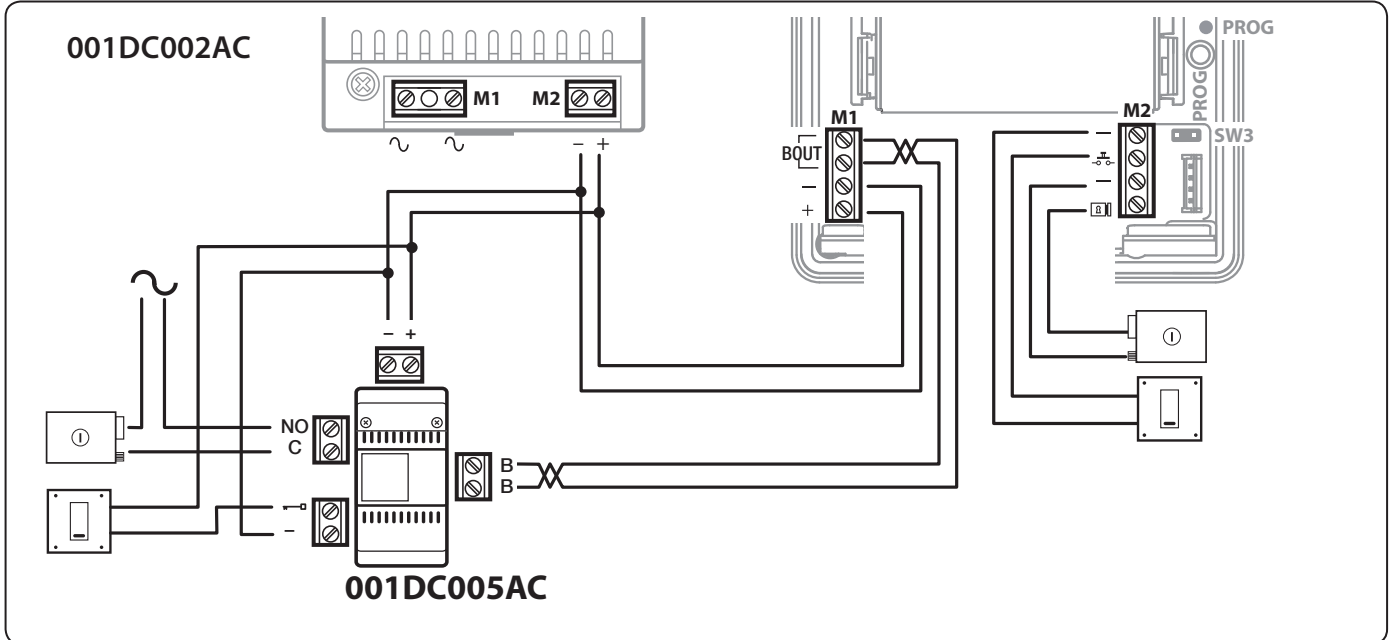 001DC002AC
M1
M2
∿ ∿
− +
PROG
PROG
SW3
M1
BOUT
−
+
M2
−
−
− +
NO
C
−
B
B
001DC005AC